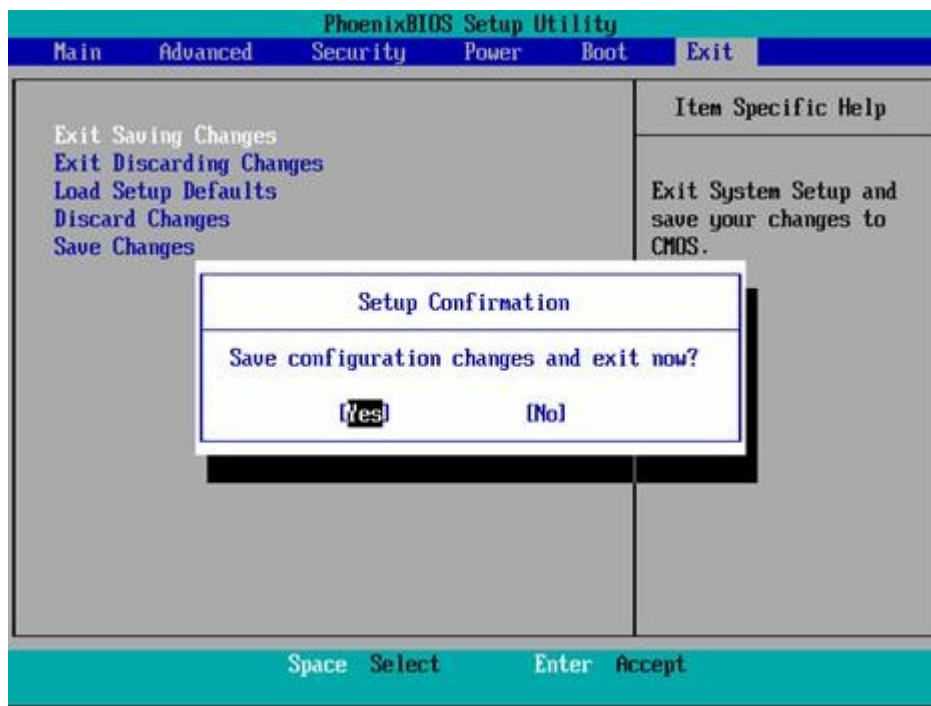 PhoenixBIOS Setup Utility
Main Advanced Security Power Boot Exit
Item Specific Help
Exit Saving Changes
Exit Discarding Changes
Load Setup Defaults
Discard Changes
Save Changes
Exit System Setup and
save your changes to
CMOS.
Setup Confirmation
Save configuration changes and exit now?
[Yes] [No]
Space Select Enter Accept